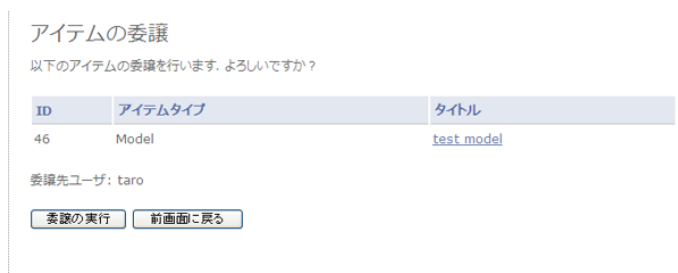 アイテムの委譲
以下のアイテムの委譲を行います. よろしいですか?
ID アイテムタイプ タイトル
46 Model test model
委譲先ユーザ: taro
委譲の実行 前画面に戻る